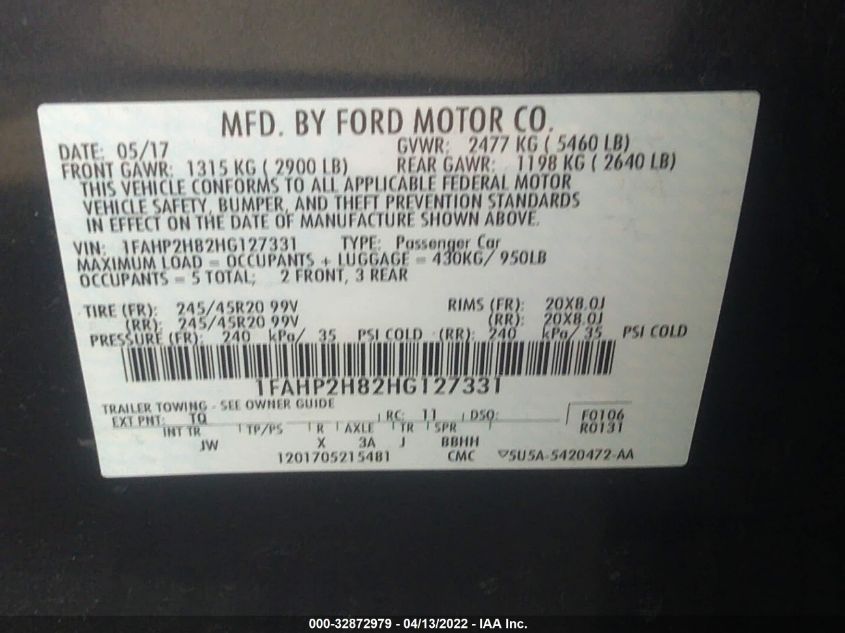 MFD. BY FORD MOTOR CO.
DATE: 05/17 GVWR: 2477 KG ( 5460 LB)
FRONT GAWR: 1315 KG ( 2900 LB) REAR GAWR: 1198 KG ( 2640 LB)
THIS VEHICLE CONFORMS TO ALL APPLICABLE FEDERAL MOTOR
VEHICLE SAFETY, BUMPER, AND THEFT PREVENTION STANDARDS
IN EFFECT ON THE DATE OF MANUFACTURE SHOWN ABOVE.
VIN: 1FAHP2H82HG127331 TYPE: Passenger Car
MAXIMUM LOAD = OCCUPANTS + LUGGAGE = 430KG/ 950LB
OCCUPANTS = 5 TOTAL; 2 FRONT, 3 REAR
TIRE (FR): 245/45R20 99V RIMS (FR): 20X8.0J
(RR): 245/45R20 99V (RR): 20X8.0J
PRESSURE (FR): 240 kPa/ 35 PSI COLD (RR): 240 kPa/ 35 PSI COLD
1FAHP2H82HG127331
TRAILER TOWING - SEE OWNER GUIDE
EXT PNT: TQ RC: 11 DSO: F0106
INT TR TP/PS R AXLE TR SPR R0131
JW X 3A J BBHH
1201705215481 CMC 5U5A-5420472-AA
000-32872979 - 04/13/2022 - IAA Inc.